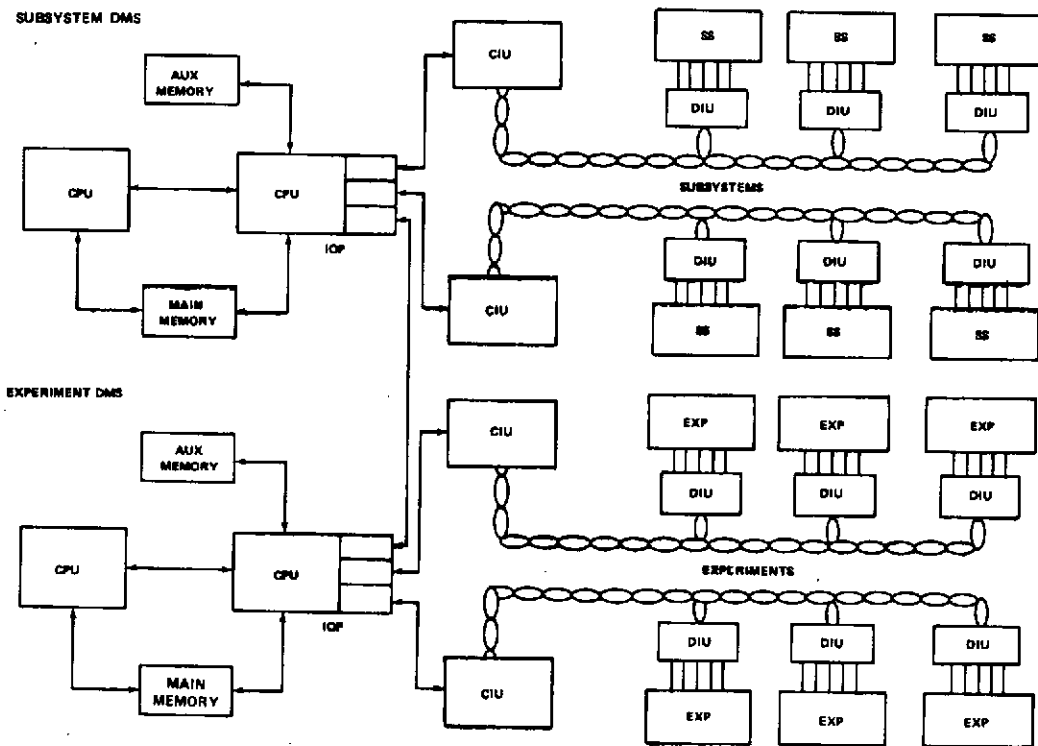 SUBSYSTEM DMS
AUX
MEMORY
CPU
CPU
IOP
MAIN
MEMORY
CIU
SS
SS
SS
DIU
DIU
DIU
SUBSYSTEMS
CIU
DIU
DIU
DIU
SS
SS
SS
EXPERIMENT DMS
AUX
MEMORY
CPU
CPU
IOP
MAIN
MEMORY
CIU
EXP
EXP
EXP
DIU
DIU
DIU
EXPERIMENTS
CIU
DIU
DIU
DIU
EXP
EXP
EXP